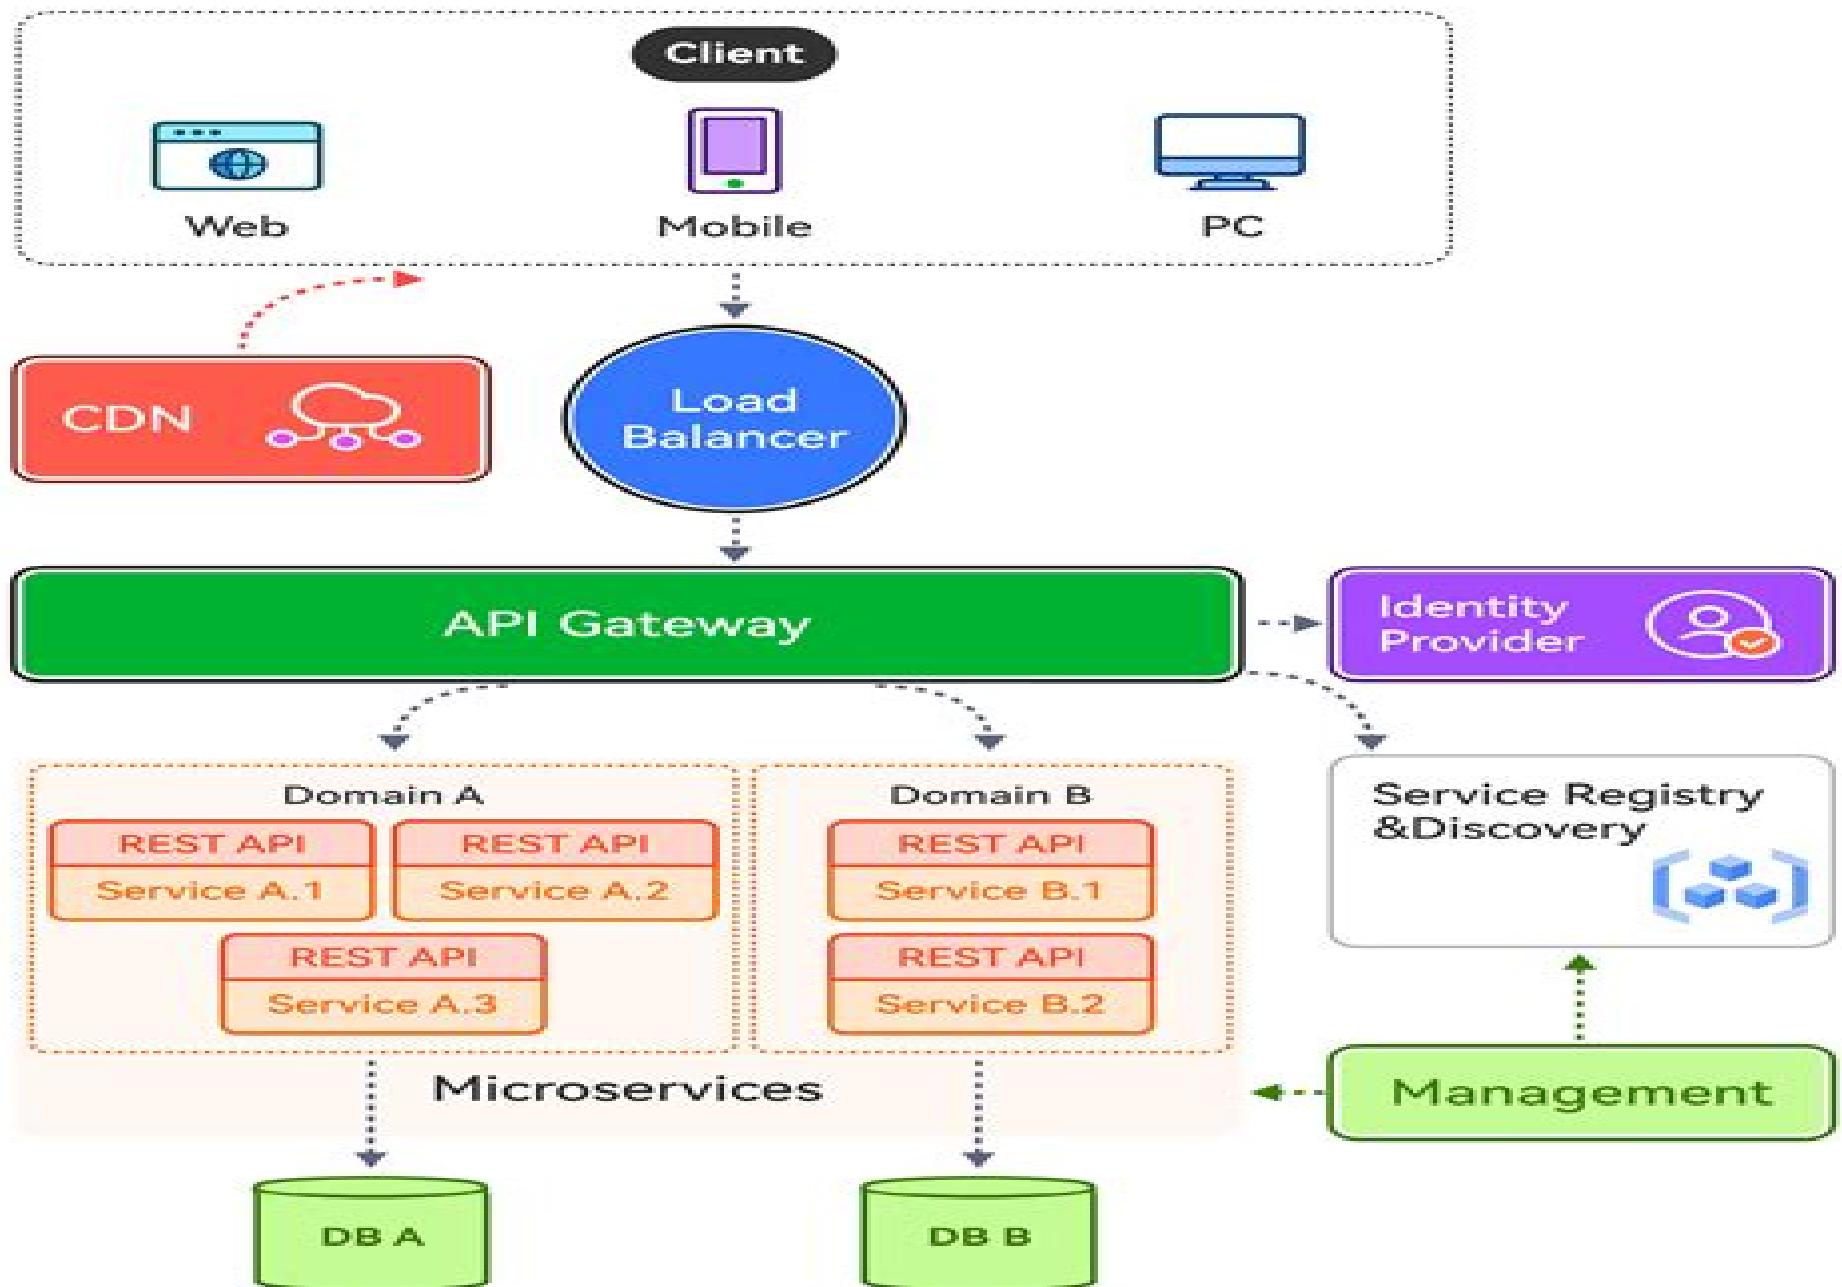 Client
Web
Mobile
PC
CDN
Load
Balancer
API Gateway
Identity
Provider
Domain A
REST API
Service A.1
REST API
Service A.2
REST API
Service A.3
Domain B
REST API
Service B.1
REST API
Service B.2
Service Registry
&Discovery
Microservices
Management
DB A
DB B